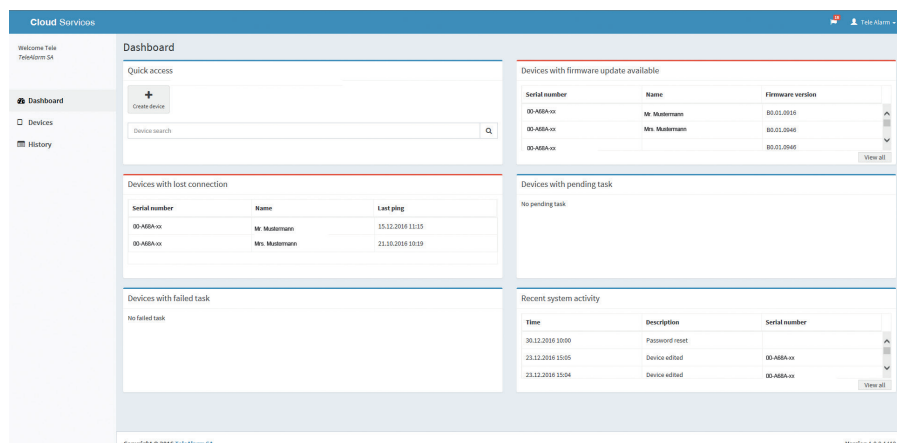 Cloud Services
Tele Alarm
Welcome Tele
TeleAlarm SA
Dashboard
Devices
History
Dashboard
Quick access
Create device
Device search
Devices with firmware update available
Serial number Name Firmware version
00-A68A-xx Mr. Mustermann B0.01.0916
00-A68A-xx Mrs. Mustermann B0.01.0946
00-A68A-xx B0.01.0946
View all
Devices with lost connection
Serial number Name Last ping
00-A68A-xx Mr. Mustermann 15.12.2016 11:15
00-A68A-xx Mrs. Mustermann 21.10.2016 10:19
Devices with pending task
No pending task
Devices with failed task
No failed task
Recent system activity
Time Description Serial number
30.12.2016 10:00 Password reset
23.12.2016 15:05 Device edited 00-A68A-xx
23.12.2016 15:04 Device edited 00-A68A-xx
View all